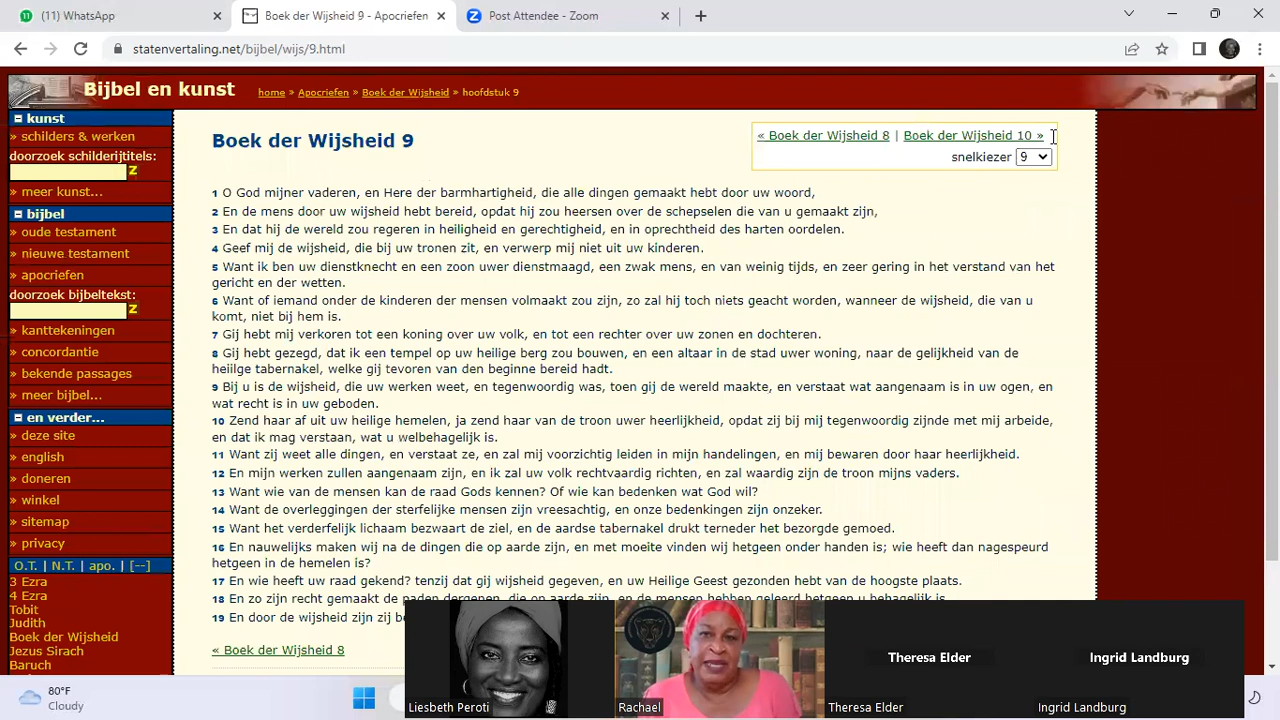 (11) WhatsApp
Boek der Wijsheid 9 - Apocriefen
Post Attendee - Zoom
statenvertaling.net/bijbel/wijs/9.html
Bijbel en kunst
home » Apocriefen » Boek der Wijsheid » hoofdstuk 9
kunst
» schilders & werken
doorzoek schilderijtitels:
Z
» meer kunst...
bijbel
» oude testament
» nieuwe testament
» apocriefen
doorzoek bijbeltekst:
Z
» kanttekeningen
» concordantie
» bekende passages
» meer bijbel...
en verder...
» deze site
» english
» doneren
» winkel
» sitemap
» privacy
O.T. | N.T. | apo. | [--]
3 Ezra
4 Ezra
Tobit
Judith
Boek der Wijsheid
Jezus Sirach
Baruch
Boek der Wijsheid 9
« Boek der Wijsheid 8 | Boek der Wijsheid 10 »
snelkiezer 9
1 O God mijner vaderen, en Here der barmhartigheid, die alle dingen gemaakt hebt door uw woord,
2 En de mens door uw wijsheid hebt bereid, opdat hij zou heersen over de schepselen die van u gemaakt zijn,
3 En dat hij de wereld zou regeren in heiligheid en gerechtigheid, en in oprechtheid des harten oordelen.
4 Geef mij de wijsheid, die bij uw tronen zit, en verwerp mij niet uit uw kinderen.
5 Want ik ben uw dienstknecht en een zoon uwer dienstmaagd, een zwak mens, en van weinig tijds, en zeer gering in het verstand van het
gericht en der wetten.
6 Want of iemand onder de kinderen der mensen volmaakt zou zijn, zo zal hij toch niets geacht worden, wanneer de wijsheid, die van u
komt, niet bij hem is.
7 Gij hebt mij verkoren tot een koning over uw volk, en tot een rechter over uw zonen en dochteren.
8 Gij hebt gezegd, dat ik een tempel op uw heilige berg zou bouwen, en een altaar in de stad uwer woning, naar de gelijkheid van de
heiilge tabernakel, welke gij tevoren van den beginne bereid hadt.
9 Bij u is de wijsheid, die uw werken weet, en tegenwoordig was, toen gij de wereld maakte, en verstaat wat aangenaam is in uw ogen, en
wat recht is in uw geboden.
10 Zend haar af uit uw heilige hemelen, ja zend haar van de troon uwer heerlijkheid, opdat zij bij mij tegenwoordig zijnde met mij arbeide,
en dat ik mag verstaan, wat u welbehagelijk is.
11 Want zij weet alle dingen, en verstaat ze, en zal mij voorzichtig leiden in mijn handelingen, en mij bewaren door haar heerlijkheid.
12 En mijn werken zullen aangenaam zijn, en ik zal uw volk rechtvaardig richten, en zal waardig zijn de troon mijns vaders.
13 Want wie van de mensen kan de raad Gods kennen? Of wie kan bedenken wat God wil?
14 Want de overleggingen der sterfelijke mensen zijn vreesachtig, en onze bedenkingen zijn onzeker.
15 Want het verderfelijk lichaam bezwaart de ziel, en de aardse tabernakel drukt terneder het bezorgde gemoed.
16 En nauwelijks maken wij na de dingen die op aarde zijn, en met moeite vinden wij hetgeen onder handen is; wie heeft dan nagespeurd
hetgeen in de hemelen is?
17 En wie heeft uw raad gekend? tenzij dat gij wijsheid gegeven, en uw Heilige Geest gezonden hebt van de hoogste plaats.
18 En zo zijn recht gemaakt de paden dergenen, die op aarde zijn, en de mensen hebben geleerd hetgeen u behagelijk is.
19 En door de wijsheid zijn zij
« Boek der Wijsheid 8
Theresa Elder
Ingrid Landburg
Liesbeth Peroti
Rachael
Theresa Elder
Ingrid Landburg
80°F
Cloudy